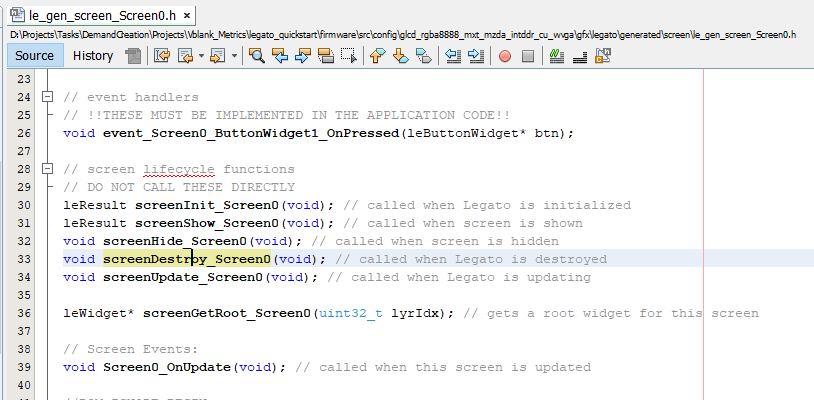 le_gen_screen_Screen0.h ×
D:\Projects\Tasks\DemandCreation\Projects\Vblank_Metrics\legato_quickstart\firmware\src\config\glcd_rgba8888_mxt_mzda_intddr_cu_wvga\gfx\legato\generated\screen\le_gen_screen_Screen0.h
Source History
23
24 // event handlers
25 // !!THESE MUST BE IMPLEMENTED IN THE APPLICATION CODE!!
26 void event_Screen0_ButtonWidget1_OnPressed(leButtonWidget* btn);
27
28 // screen lifecycle functions
29 // DO NOT CALL THESE DIRECTLY
30 leResult screenInit_Screen0(void); // called when Legato is initialized
31 leResult screenShow_Screen0(void); // called when screen is shown
32 void screenHide_Screen0(void); // called when screen is hidden
33 void screenDestroy_Screen0(void); // called when Legato is destroyed
34 void screenUpdate_Screen0(void); // called when Legato is updating
35
36 leWidget* screenGetRoot_Screen0(uint32_t lyrIdx); // gets a root widget for this screen
37
38 // Screen Events:
39 void Screen0_OnUpdate(void); // called when this screen is updated
40